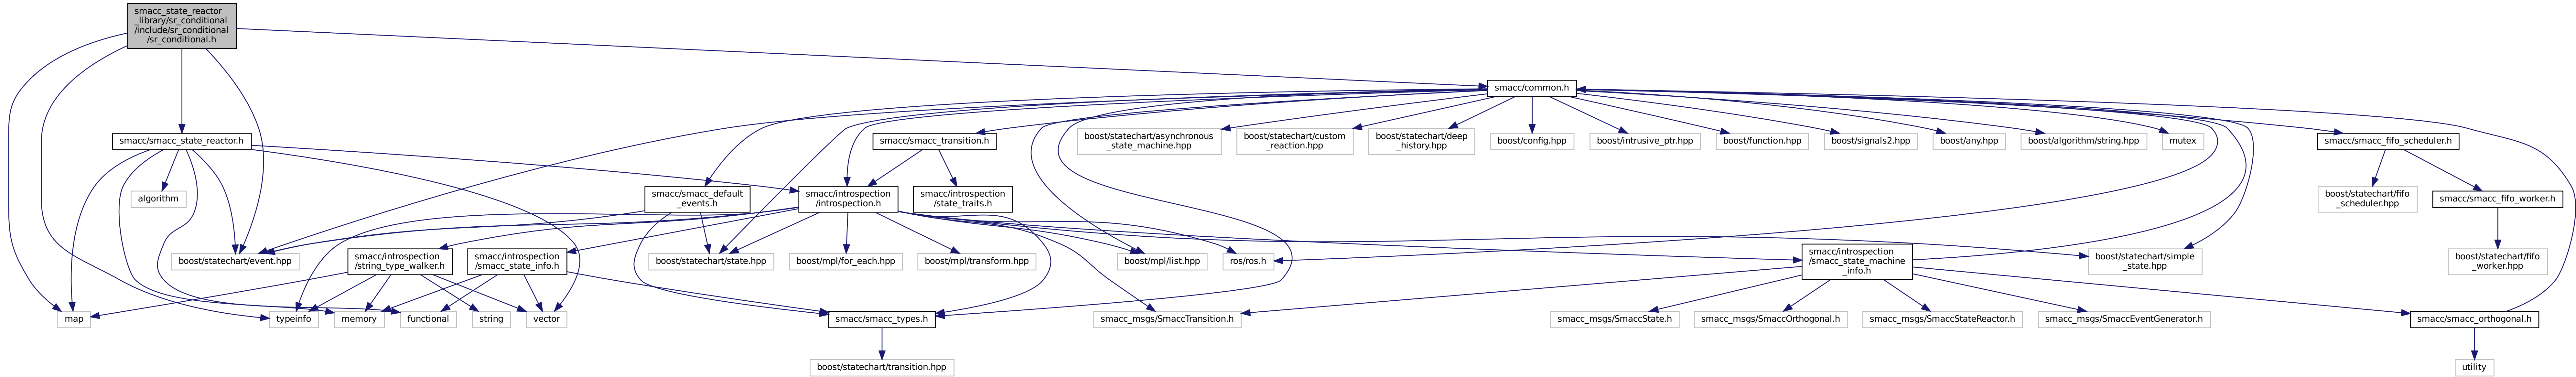 smacc_state_reactor
_library/sr_conditional
/include/sr_conditional
/sr_conditional.h
smacc/common.h
smacc/smacc_state_reactor.h
smacc/smacc_transition.h
boost/statechart/asynchronous
_state_machine.hpp
boost/statechart/custom
_reaction.hpp
boost/statechart/deep
_history.hpp
boost/config.hpp
boost/intrusive_ptr.hpp
boost/function.hpp
boost/signals2.hpp
boost/any.hpp
boost/algorithm/string.hpp
mutex
smacc/smacc_fifo_scheduler.h
algorithm
smacc/smacc_default
_events.h
smacc/introspection
/introspection.h
smacc/introspection
/state_traits.h
boost/statechart/fifo
_scheduler.hpp
smacc/smacc_fifo_worker.h
boost/statechart/event.hpp
smacc/introspection
/string_type_walker.h
smacc/introspection
/smacc_state_info.h
boost/statechart/state.hpp
boost/mpl/for_each.hpp
boost/mpl/transform.hpp
boost/mpl/list.hpp
ros/ros.h
smacc/introspection
/smacc_state_machine
_info.h
boost/statechart/simple
_state.hpp
boost/statechart/fifo
_worker.hpp
map
typeinfo
memory
functional
string
vector
smacc/smacc_types.h
smacc_msgs/SmaccTransition.h
smacc_msgs/SmaccState.h
smacc_msgs/SmaccOrthogonal.h
smacc_msgs/SmaccStateReactor.h
smacc_msgs/SmaccEventGenerator.h
smacc/smacc_orthogonal.h
boost/statechart/transition.hpp
utility